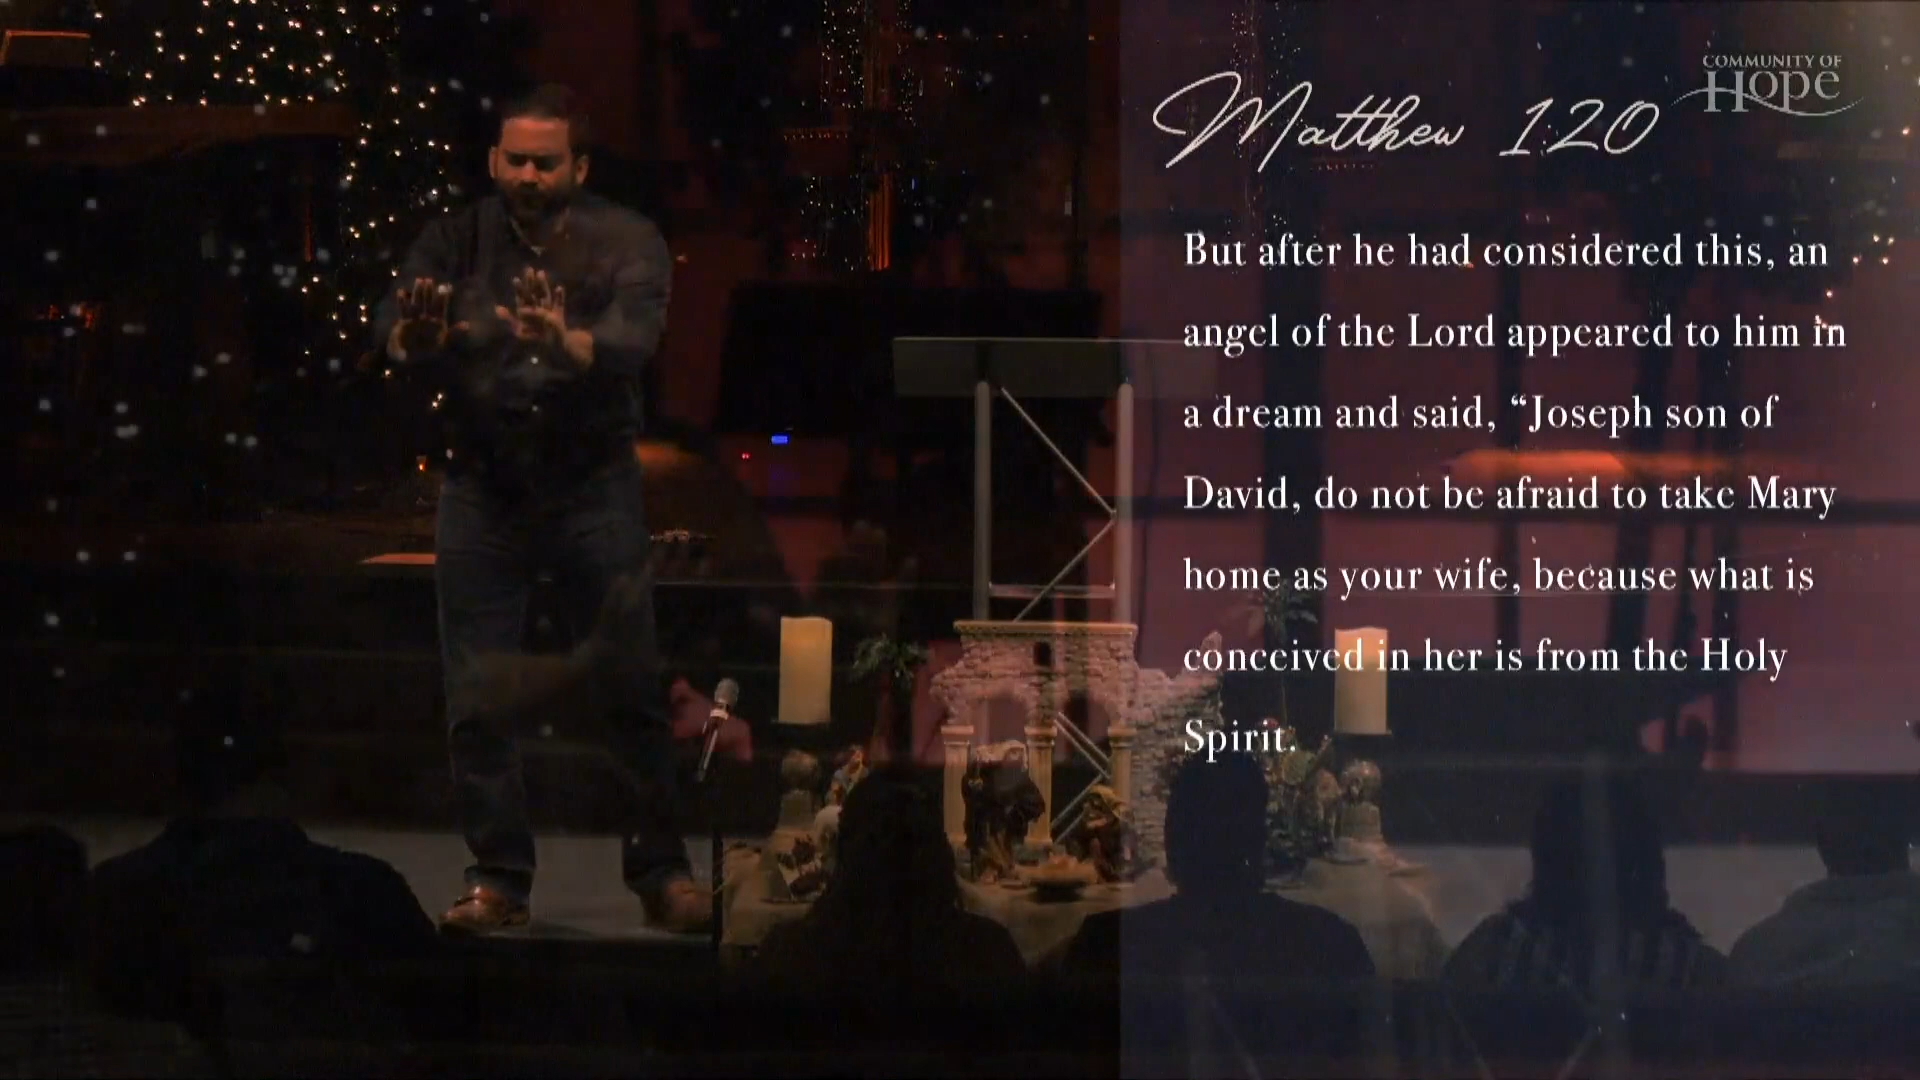 COMMUNITY OF
Hope
Matthew 1:20
But after he had considered this, an
angel of the Lord appeared to him in
a dream and said, “Joseph son of
David, do not be afraid to take Mary
home as your wife, because what is
conceived in her is from the Holy
Spirit.